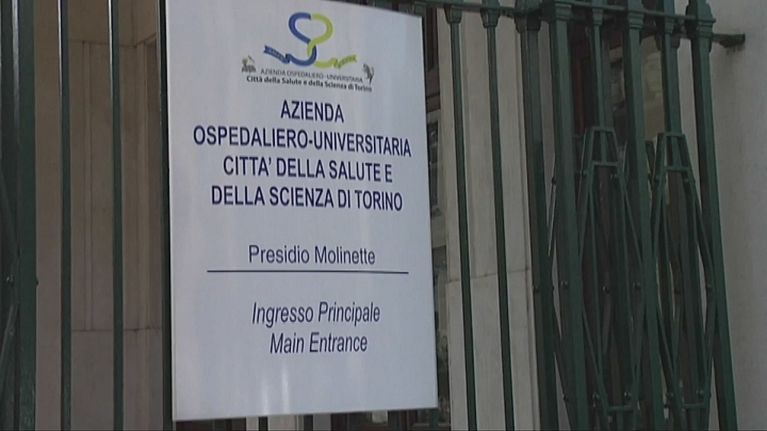 AZIENDA OSPEDALIERO-UNIVERSITARIA
Città della Salute e della Scienza di Torino
AZIENDA
OSPEDALIERO-UNIVERSITARIA
CITTA' DELLA SALUTE E
DELLA SCIENZA DI TORINO
Presidio Molinette
Ingresso Principale
Main Entrance